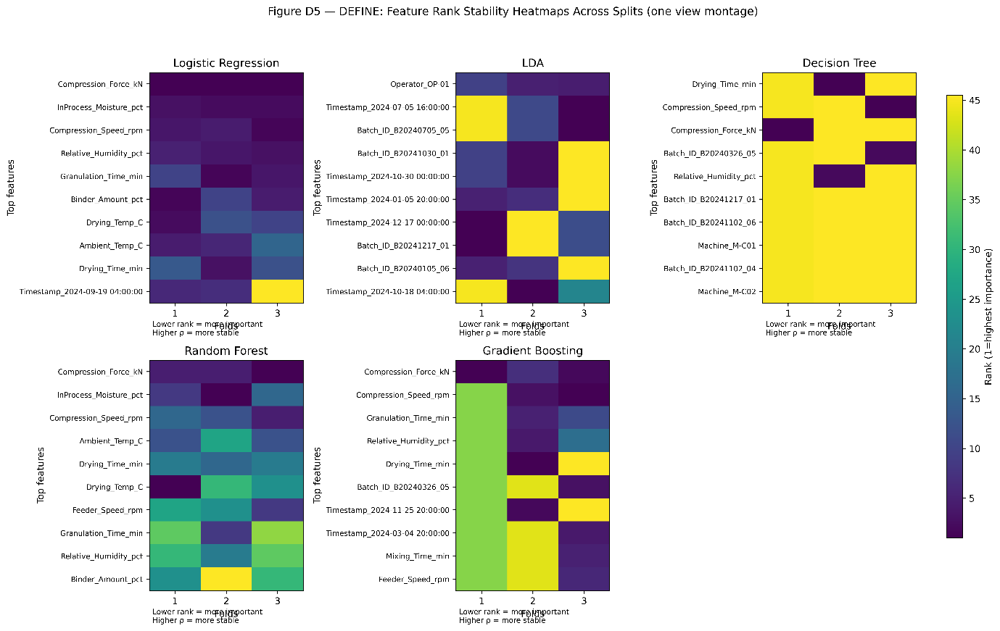 Figure D5 — DEFINE: Feature Rank Stability Heatmaps Across Splits (one view montage)
Logistic Regression
Top features
Compression_Force_kN
InProcess_Moisture_pct
Compression_Speed_rpm
Relative_Humidity_pct
Granulation_Time_min
Binder_Amount_pct
Drying_Temp_C
Ambient_Temp_C
Drying_Time_min
Timestamp_2024-09-19 04:00:00
1 2 3
Folds
Lower rank = more important
Higher ρ = more stable
LDA
Top features
Operator_OP-01
Timestamp_2024-07-05 16:00:00
Batch_ID_B20240705_05
Batch_ID_B20241030_01
Timestamp_2024-10-30 00:00:00
Timestamp_2024-01-05 20:00:00
Timestamp_2024-12-17 00:00:00
Batch_ID_B20241217_01
Batch_ID_B20240105_06
Timestamp_2024-10-18 04:00:00
1 2 3
Folds
Lower rank = more important
Higher ρ = more stable
Decision Tree
Top features
Drying_Time_min
Compression_Speed_rpm
Compression_Force_kN
Batch_ID_B20240326_05
Relative_Humidity_pct
Batch_ID_B20241217_01
Batch_ID_B20241102_06
Machine_M-C01
Batch_ID_B20241102_04
Machine_M-C02
1 2 3
Folds
Lower rank = more important
Higher ρ = more stable
Random Forest
Top features
Compression_Force_kN
InProcess_Moisture_pct
Compression_Speed_rpm
Ambient_Temp_C
Drying_Time_min
Drying_Temp_C
Feeder_Speed_rpm
Granulation_Time_min
Relative_Humidity_pct
Binder_Amount_pct
1 2 3
Folds
Lower rank = more important
Higher ρ = more stable
Gradient Boosting
Top features
Compression_Force_kN
Compression_Speed_rpm
Granulation_Time_min
Relative_Humidity_pct
Drying_Time_min
Batch_ID_B20240326_05
Timestamp_2024-11-25 20:00:00
Timestamp_2024-03-04 20:00:00
Mixing_Time_min
Feeder_Speed_rpm
1 2 3
Folds
Lower rank = more important
Higher ρ = more stable
45
40
35
30
25
20
15
10
5
Rank (1=highest importance)